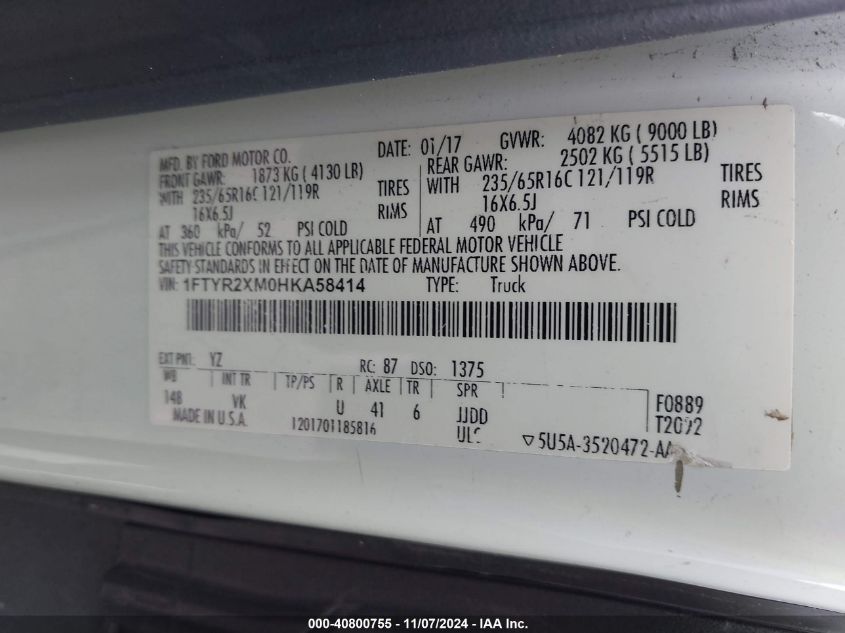 MFD. BY FORD MOTOR CO. DATE: 01/17 GVWR: 4082 KG ( 9000 LB)
FRONT GAWR: 1873 KG ( 4130 LB) REAR GAWR: 2502 KG ( 5515 LB)
WITH 235/65R16C 121/119R TIRES WITH 235/65R16C 121/119R TIRES
16X6.5J RIMS 16X6.5J RIMS
AT 360 kPa/ 52 PSI COLD AT 490 kPa/ 71 PSI COLD
THIS VEHICLE CONFORMS TO ALL APPLICABLE FEDERAL MOTOR VEHICLE
SAFETY STANDARDS IN EFFECT ON THE DATE OF MANUFACTURE SHOWN ABOVE.
VIN: 1FTYR2XM0HKA58414 TYPE: Truck
EXT PNT: YZ RC: 87 DSO: 1375
WB INT TR TP/PS R AXLE TR SPR
148 VK U 41 6 JJDD F0889
MADE IN U.S.A. 1201701185816 T2092
5U5A-3520472-AA
000-40800755 - 11/07/2024 - IAA Inc.